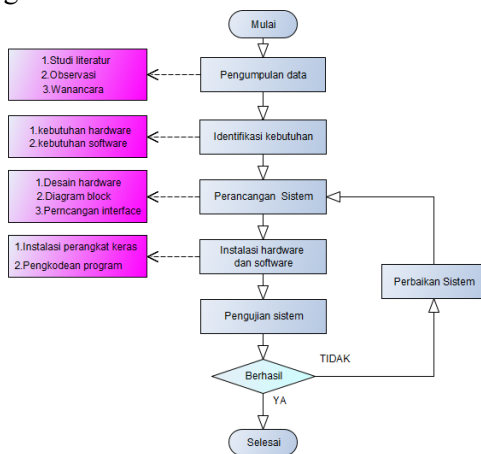 Mulai
1.Studi literatur
2.Observasi
3.Wanancara
Pengumpulan data
1.kebutuhan hardware
2.kebutuhan software
Identifikasi kebutuhan
1.Desain hardware
2.Diagram block
3.Perncangan interface
Perancangan Sistem
1.Instalasi perangkat keras
2.Pengkodean program
Instalasi hardware
dan software
Perbaikan Sistem
Pengujian sistem
TIDAK
Berhasil
YA
Selesai